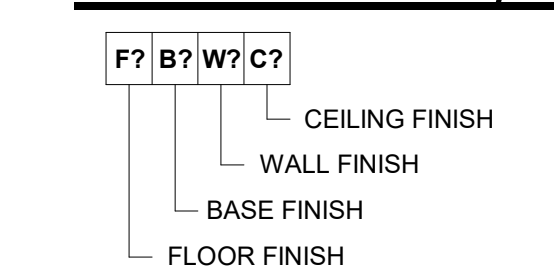 F? B? W? C?
CEILING FINISH
WALL FINISH
BASE FINISH
FLOOR FINISH